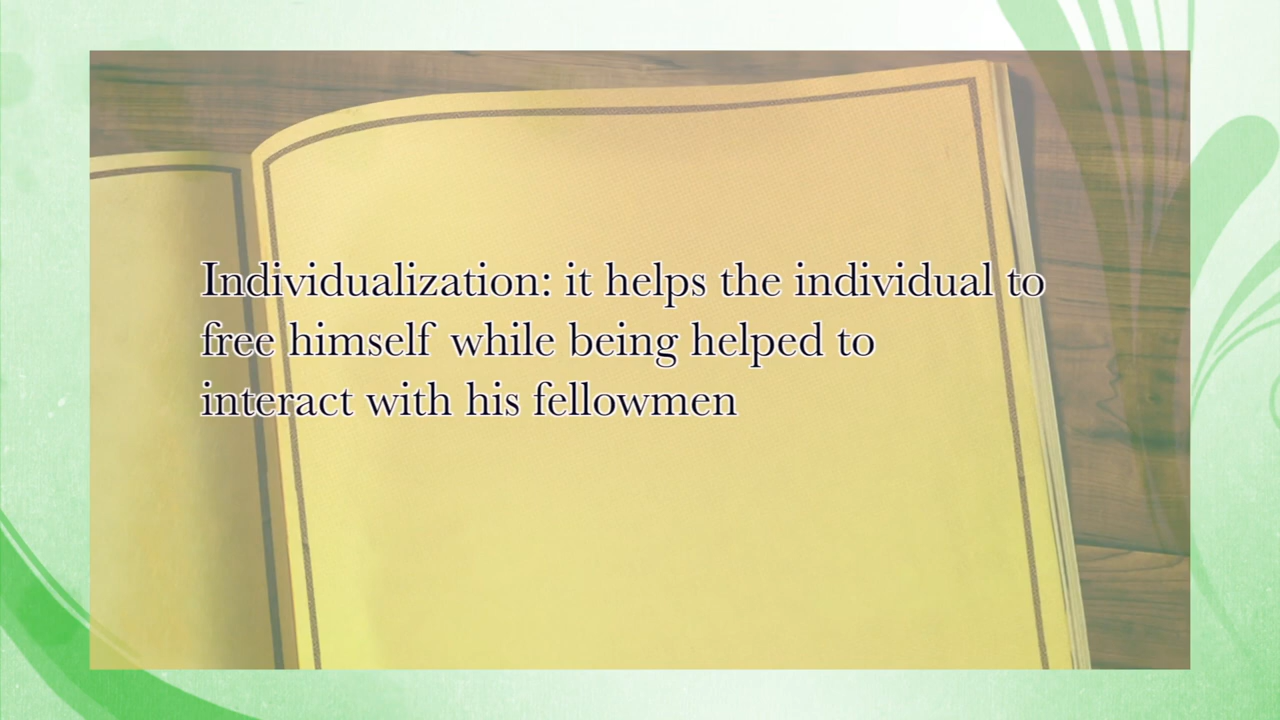 Individualization: it helps the individual to
free himself while being helped to
interact with his fellowmen